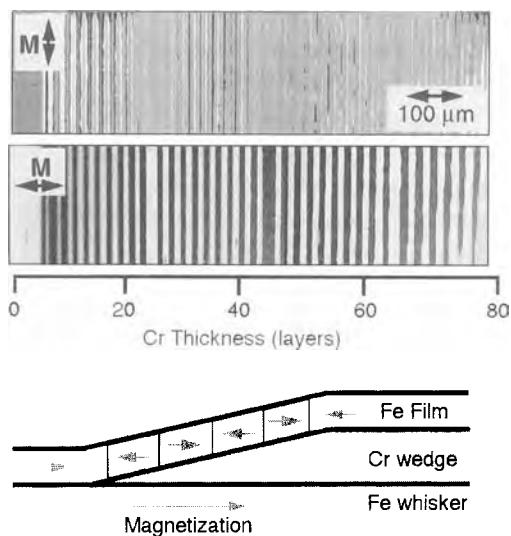 M
100 μm
M
0 20 40 60 80
Cr Thickness (layers)
Fe Film
Cr wedge
Fe whisker
Magnetization